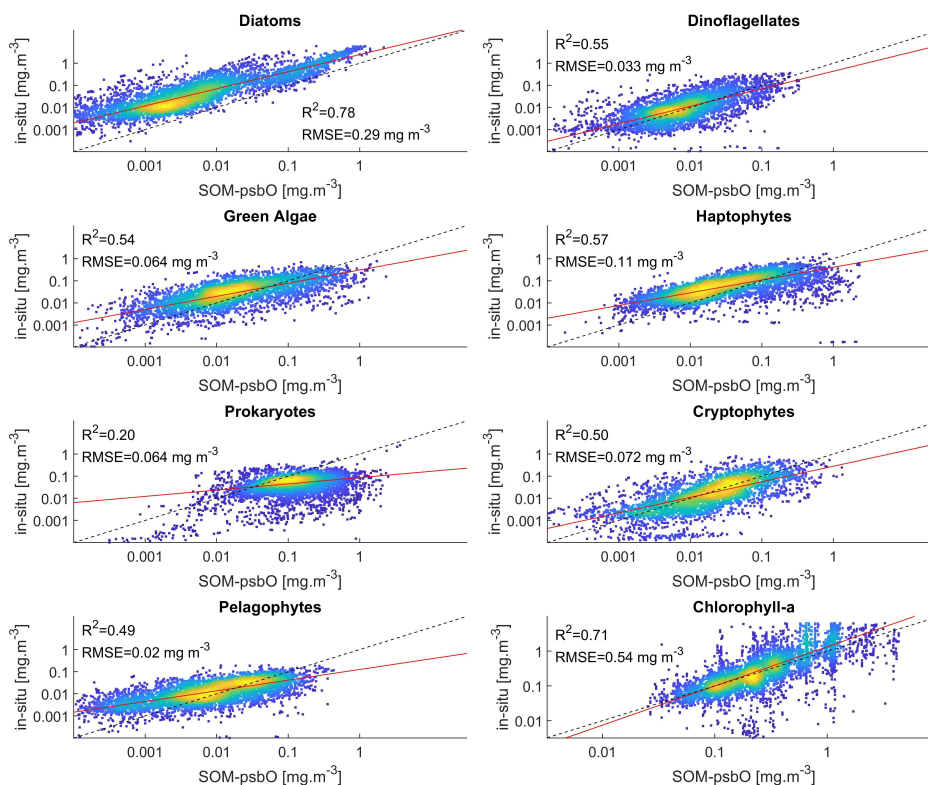 Diatoms
in-situ [mg.m⁻³]
1
0.1
0.01
0.001
R²=0.78
RMSE=0.29 mg m⁻³
0.001
0.01
0.1
1
SOM-psbO [mg.m⁻³]
Dinoflagellates
in-situ [mg.m⁻³]
1
0.1
0.01
0.001
R²=0.55
RMSE=0.033 mg m⁻³
0.001
0.01
0.1
1
SOM-psbO [mg.m⁻³]
Green Algae
in-situ [mg.m⁻³]
1
0.1
0.01
0.001
R²=0.54
RMSE=0.064 mg m⁻³
0.001
0.01
0.1
1
SOM-psbO [mg.m⁻³]
Haptophytes
in-situ [mg.m⁻³]
1
0.1
0.01
0.001
R²=0.57
RMSE=0.11 mg m⁻³
0.001
0.01
0.1
1
SOM-psbO [mg.m⁻³]
Prokaryotes
in-situ [mg.m⁻³]
1
0.1
0.01
0.001
R²=0.20
RMSE=0.064 mg m⁻³
0.001
0.01
0.1
1
SOM-psbO [mg.m⁻³]
Cryptophytes
in-situ [mg.m⁻³]
1
0.1
0.01
0.001
R²=0.50
RMSE=0.072 mg m⁻³
0.001
0.01
0.1
1
SOM-psbO [mg.m⁻³]
Pelagophytes
in-situ [mg.m⁻³]
1
0.1
0.01
0.001
R²=0.49
RMSE=0.02 mg m⁻³
0.001
0.01
0.1
1
SOM-psbO [mg.m⁻³]
Chlorophyll-a
in-situ [mg.m⁻³]
1
0.1
0.01
R²=0.71
RMSE=0.54 mg m⁻³
0.01
0.1
1
SOM-psbO [mg.m⁻³]